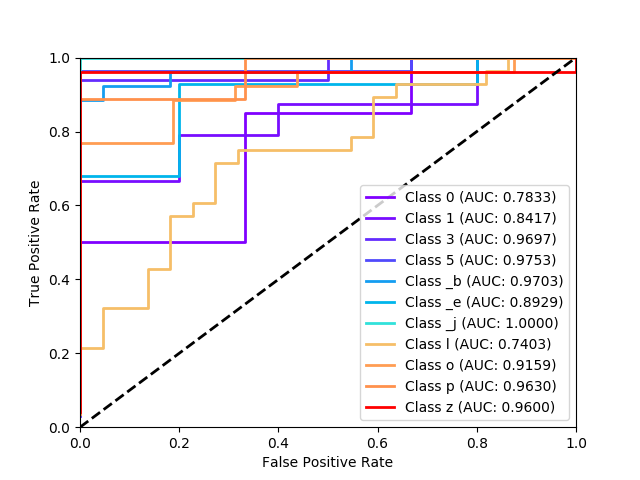 1.0
0.8
0.6
0.4
0.2
0.0
True Positive Rate
0.0 0.2 0.4 0.6 0.8 1.0
False Positive Rate
Class 0 (AUC: 0.7833)
Class 1 (AUC: 0.8417)
Class 3 (AUC: 0.9697)
Class 5 (AUC: 0.9753)
Class _b (AUC: 0.9703)
Class _e (AUC: 0.8929)
Class _j (AUC: 1.0000)
Class l (AUC: 0.7403)
Class o (AUC: 0.9159)
Class p (AUC: 0.9630)
Class z (AUC: 0.9600)